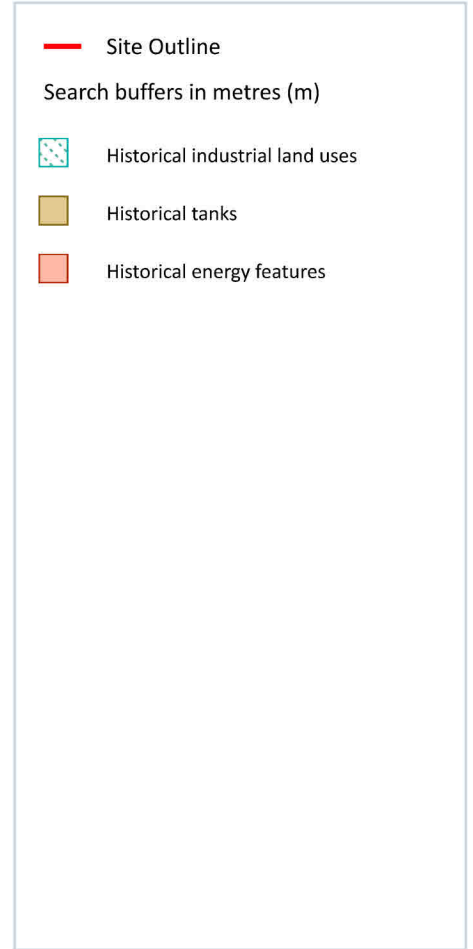 Site Outline
Search buffers in metres (m)
Historical industrial land uses
Historical tanks
Historical energy features